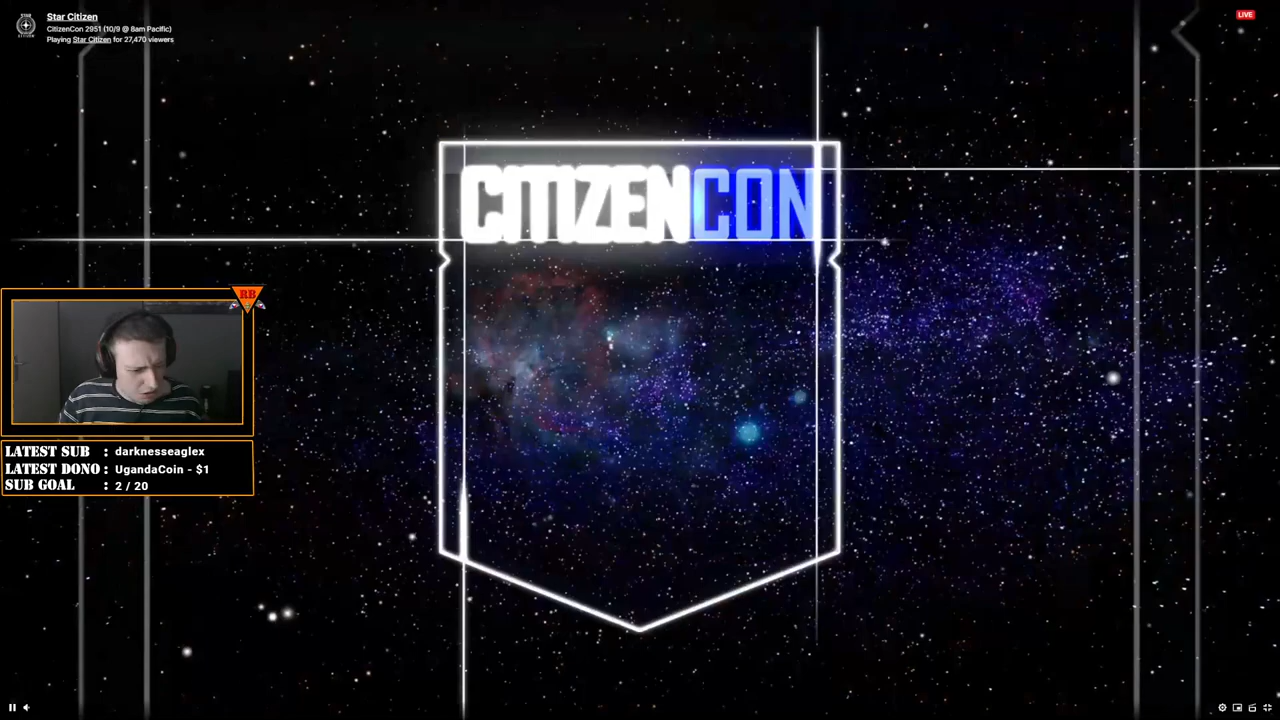 Star Citizen
CitizenCon 2951 (10/9 @ 8am Pacific)
Playing Star Citizen for 27,470 viewers
LIVE
CITIZENCON
RB
LATEST SUB : darknesseaglex
LATEST DONO : UgandaCoin - $1
SUB GOAL : 2 / 20